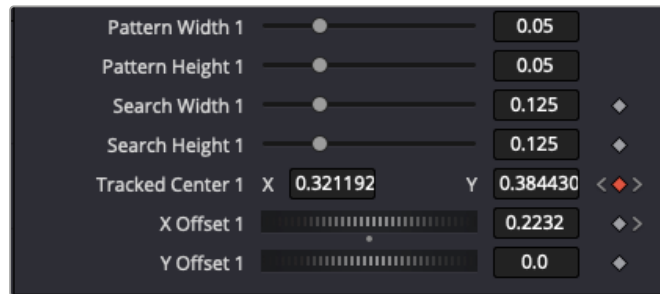 Pattern Width 1 0.05
Pattern Height 1 0.05
Search Width 1 0.125
Search Height 1 0.125
Tracked Center 1 X 0.321192 Y 0.384430
X Offset 1 0.2232
Y Offset 1 0.0